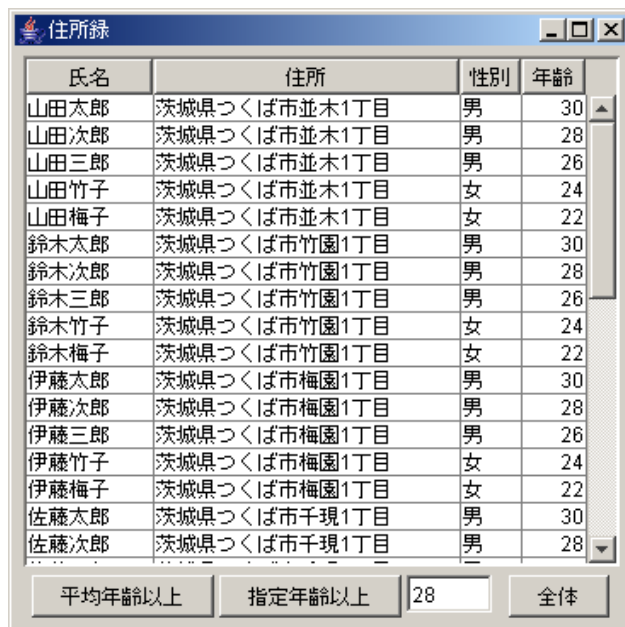 住所録
氏名 住所 性別 年齢
山田太郎 茨城県つくば市並木1丁目 男 30
山田次郎 茨城県つくば市並木1丁目 男 28
山田三郎 茨城県つくば市並木1丁目 男 26
山田竹子 茨城県つくば市並木1丁目 女 24
山田梅子 茨城県つくば市並木1丁目 女 22
鈴木太郎 茨城県つくば市竹園1丁目 男 30
鈴木次郎 茨城県つくば市竹園1丁目 男 28
鈴木三郎 茨城県つくば市竹園1丁目 男 26
鈴木竹子 茨城県つくば市竹園1丁目 女 24
鈴木梅子 茨城県つくば市竹園1丁目 女 22
伊藤太郎 茨城県つくば市梅園1丁目 男 30
伊藤次郎 茨城県つくば市梅園1丁目 男 28
伊藤三郎 茨城県つくば市梅園1丁目 男 26
伊藤竹子 茨城県つくば市梅園1丁目 女 24
伊藤梅子 茨城県つくば市梅園1丁目 女 22
佐藤太郎 茨城県つくば市千現1丁目 男 30
佐藤次郎 茨城県つくば市千現1丁目 男 28
平均年齢以上 指定年齢以上 28 全体